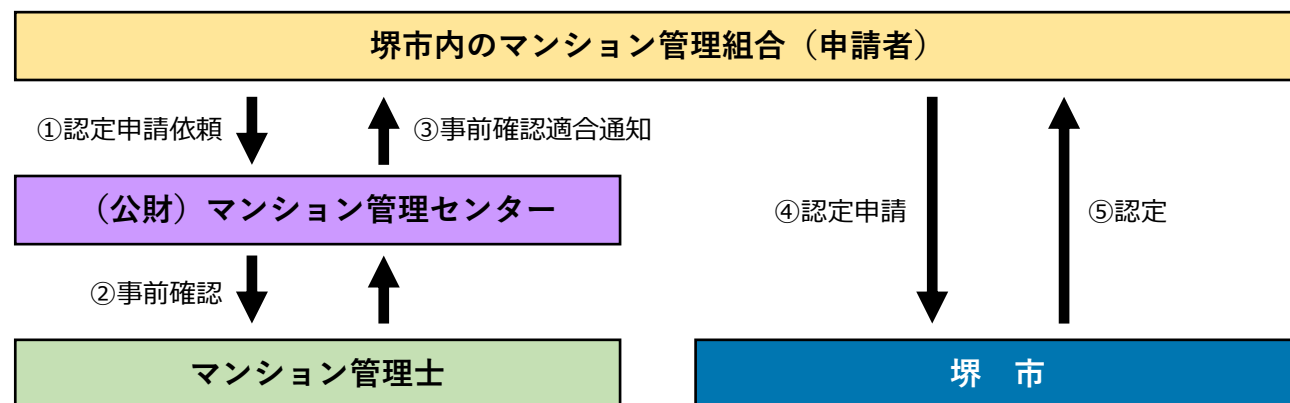 堺市内のマンション管理組合（申請者）
①認定申請依頼
③事前確認適合通知
（公財）マンション管理センター
④認定申請
⑤認定
②事前確認
マンション管理士
堺　市